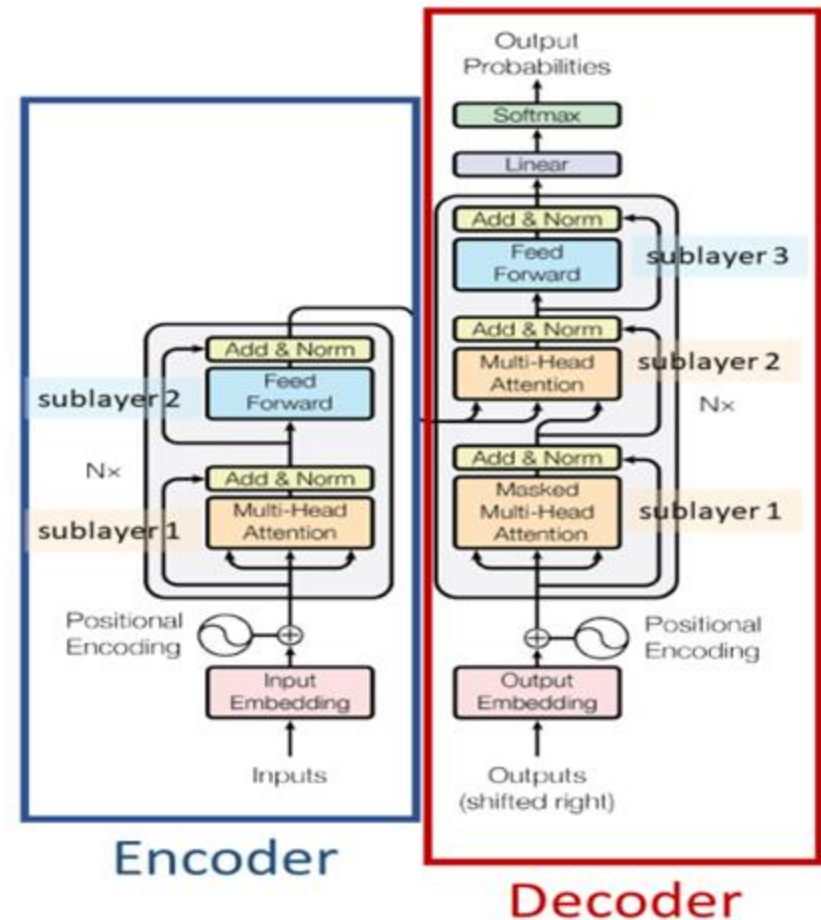 Output
Probabilities
Softmax
Linear
Add & Norm
Feed
Forward
sublayer 3
Add & Norm
Multi-Head
Attention
sublayer 2
Nx
Add & Norm
Masked
Multi-Head
Attention
sublayer 1
Positional
Encoding
Output
Embedding
Outputs
(shifted right)
Decoder
Add & Norm
Feed
Forward
sublayer 2
Nx
Add & Norm
Multi-Head
Attention
sublayer 1
Positional
Encoding
Input
Embedding
Inputs
Encoder